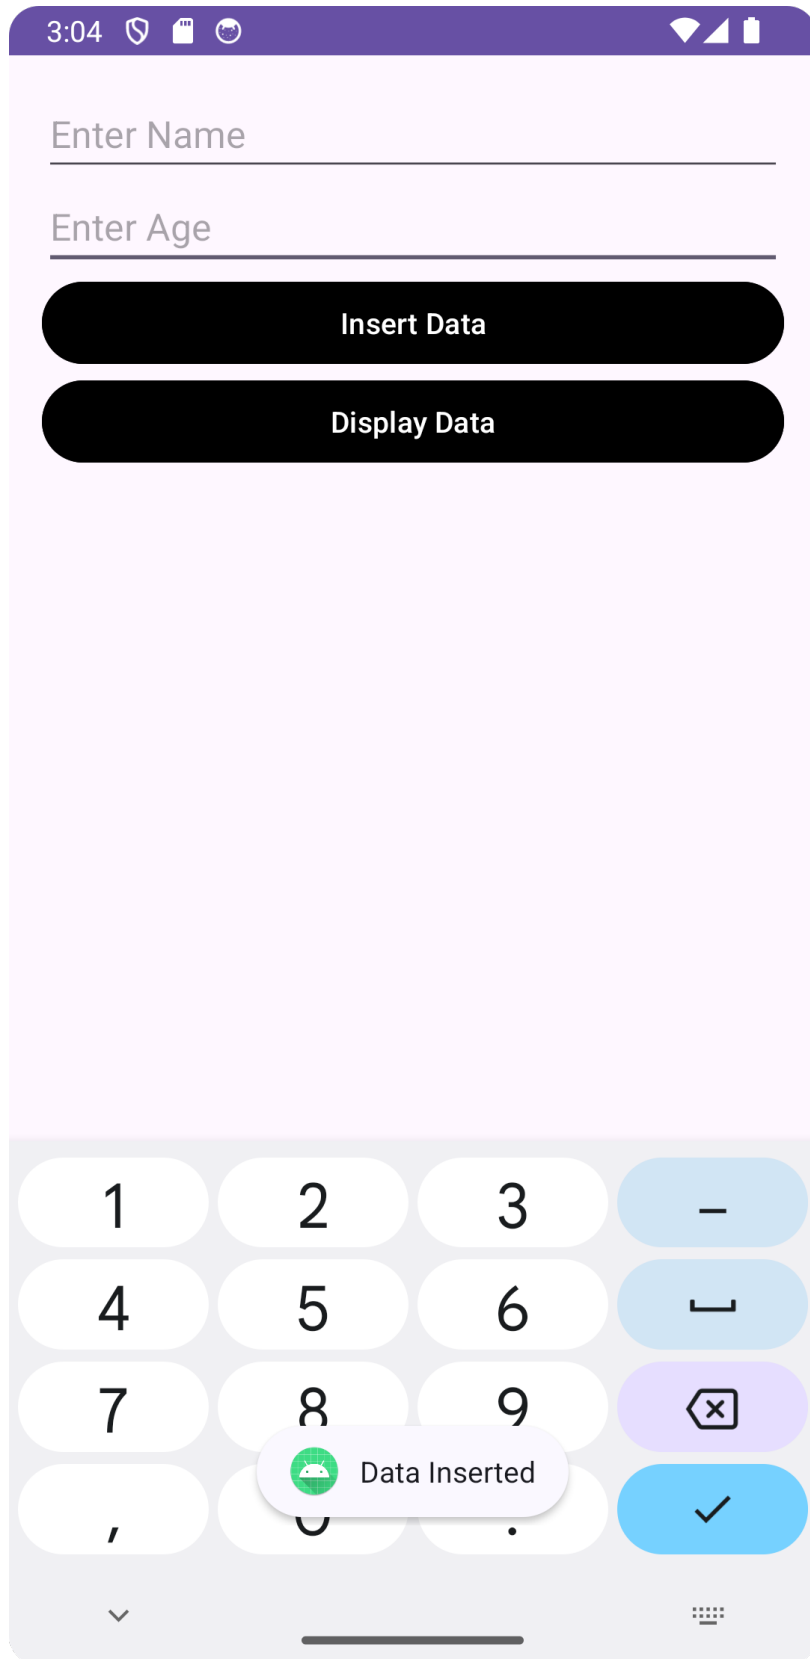 3:04
Enter Name
Enter Age
Insert Data
Display Data
1 2 3 –
4 5 6
7 8 9
, 0 .
Data Inserted